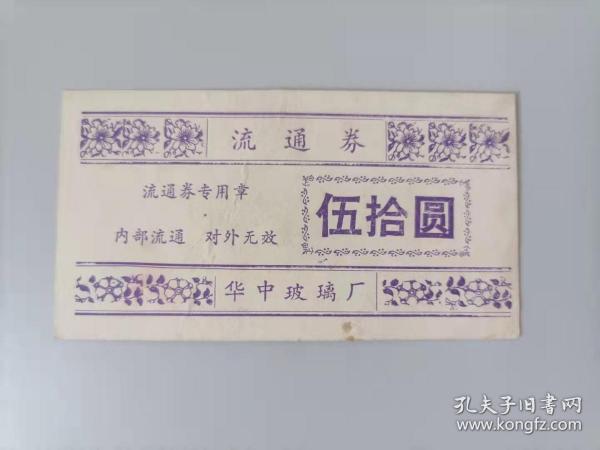 流通券
流通券专用章
内部流通 对外无效
伍拾圆
华中玻璃厂
孔夫子旧书网
www.kongfz.com